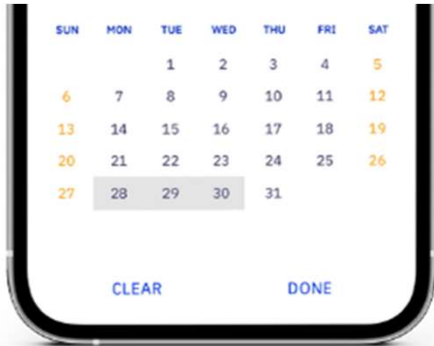 SUN MON TUE WED THU FRI SAT
1 2 3 4 5
6 7 8 9 10 11 12
13 14 15 16 17 18 19
20 21 22 23 24 25 26
27 28 29 30 31
CLEAR DONE